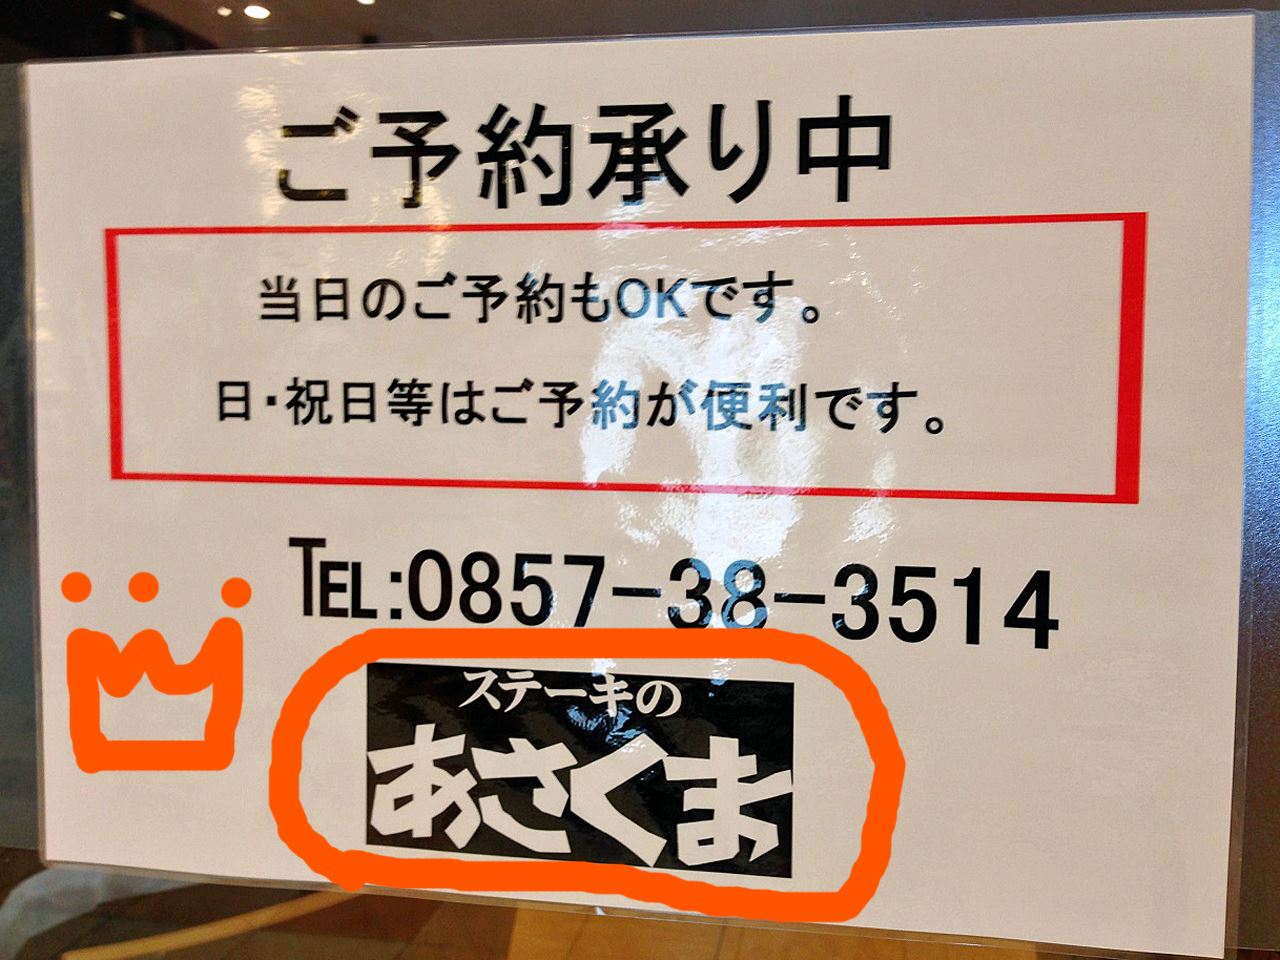 ご予約承り中
当日のご予約もOKです。
日・祝日等はご予約が便利です。
TEL:0857-38-3514
ステーキの
あさくま